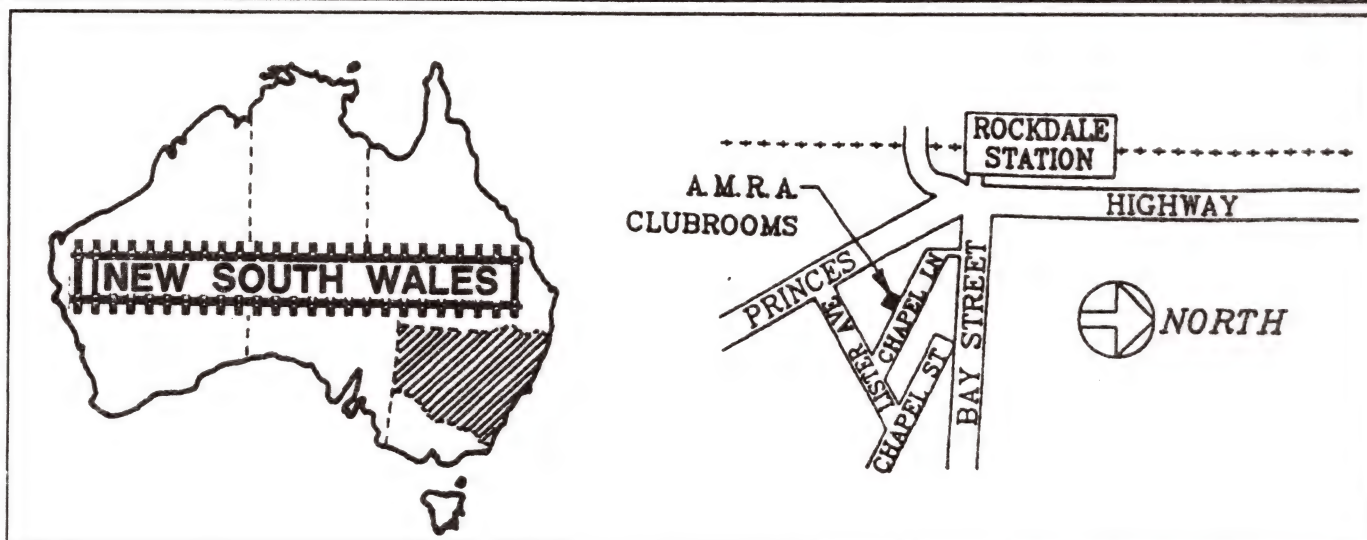 NEW SOUTH WALES
ROCKDALE
STATION
A.M.R.A.
CLUBROOMS
HIGHWAY
PRINCES
LISTER AVE.
CHAPEL LN
CHAPEL ST
BAY STREET
NORTH